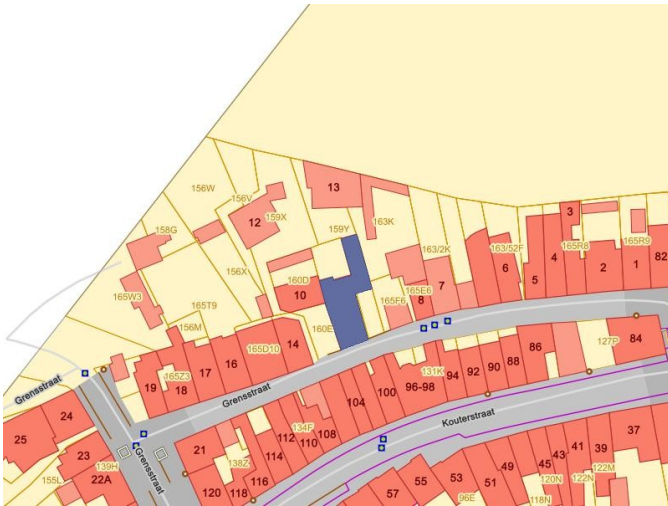 13
156W
156V
163K
3
12
159X
159Y
158G
163/2K
163/52F
165R8
165R9
156X
160D
6
4
2
1
82
165W3
165T9
10
165E6
7
5
8
165F6
156M
160E
14
165D10
16
17
127P
84
Grensstraat
19
165Z3
18
Grensstraat
131K
94
92
90
88
86
96-98
100
104
24
25
134F
Kouterstraat
112
110
108
23
139H
21
138Z
114
37
41
39
43
45
49
155L
22A
Grensstraat
116
118
120
57
55
53
51
96E
120N
122N
122M
118N